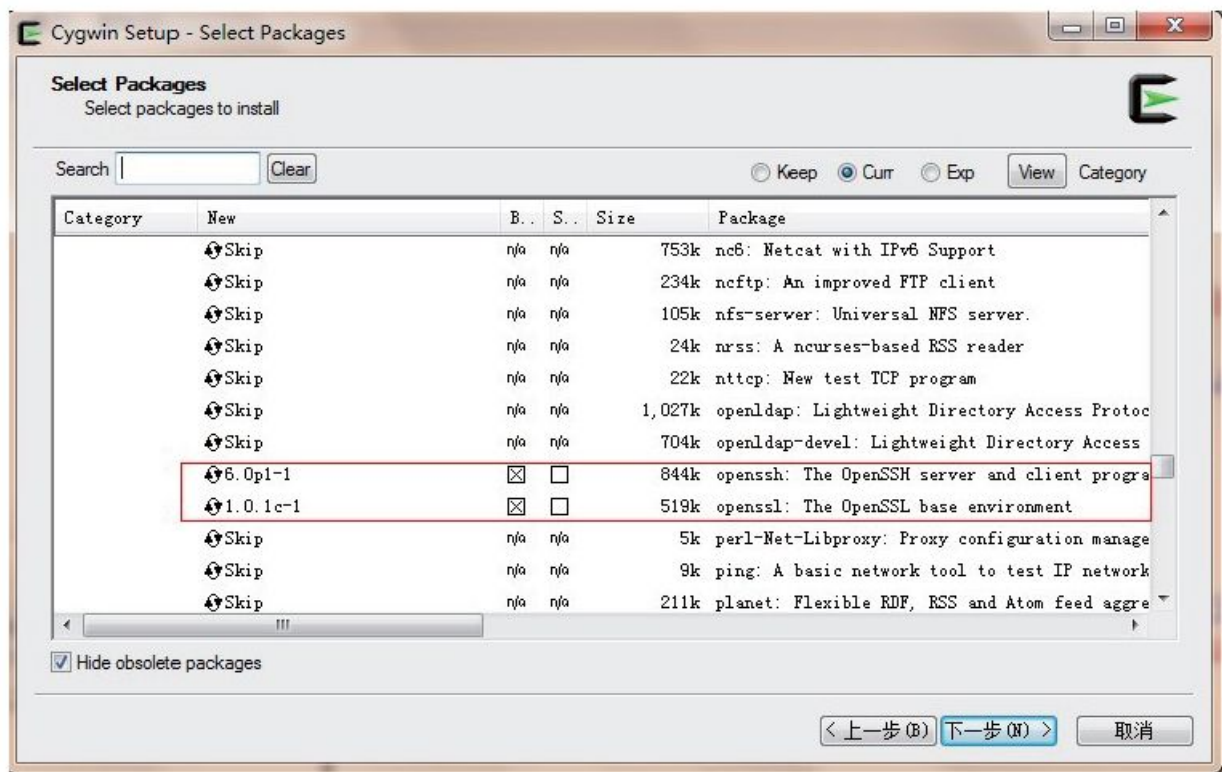 Cygwin Setup - Select Packages
Select Packages
Select packages to install
Search Clear Keep Curr Exp View Category
Category New B.. S.. Size Package
Skip n/a n/a 753k nc6: Netcat with IPv6 Support
Skip n/a n/a 234k ncftp: An improved FTP client
Skip n/a n/a 105k nfs-server: Universal NFS server.
Skip n/a n/a 24k nrss: A ncurses-based RSS reader
Skip n/a n/a 22k nttcp: New test TCP program
Skip n/a n/a 1,027k openldap: Lightweight Directory Access Protoc
Skip n/a n/a 704k openldap-devel: Lightweight Directory Access
6.0p1-1 844k openssh: The OpenSSH server and client progra
1.0.1c-1 519k openssl: The OpenSSL base environment
Skip n/a n/a 5k perl-Net-Libproxy: Proxy configuration manage
Skip n/a n/a 9k ping: A basic network tool to test IP network
Skip n/a n/a 211k planet: Flexible RDF, RSS and Atom feed aggre
Hide obsolete packages
< 上一步(B) 下一步(N) > 取消